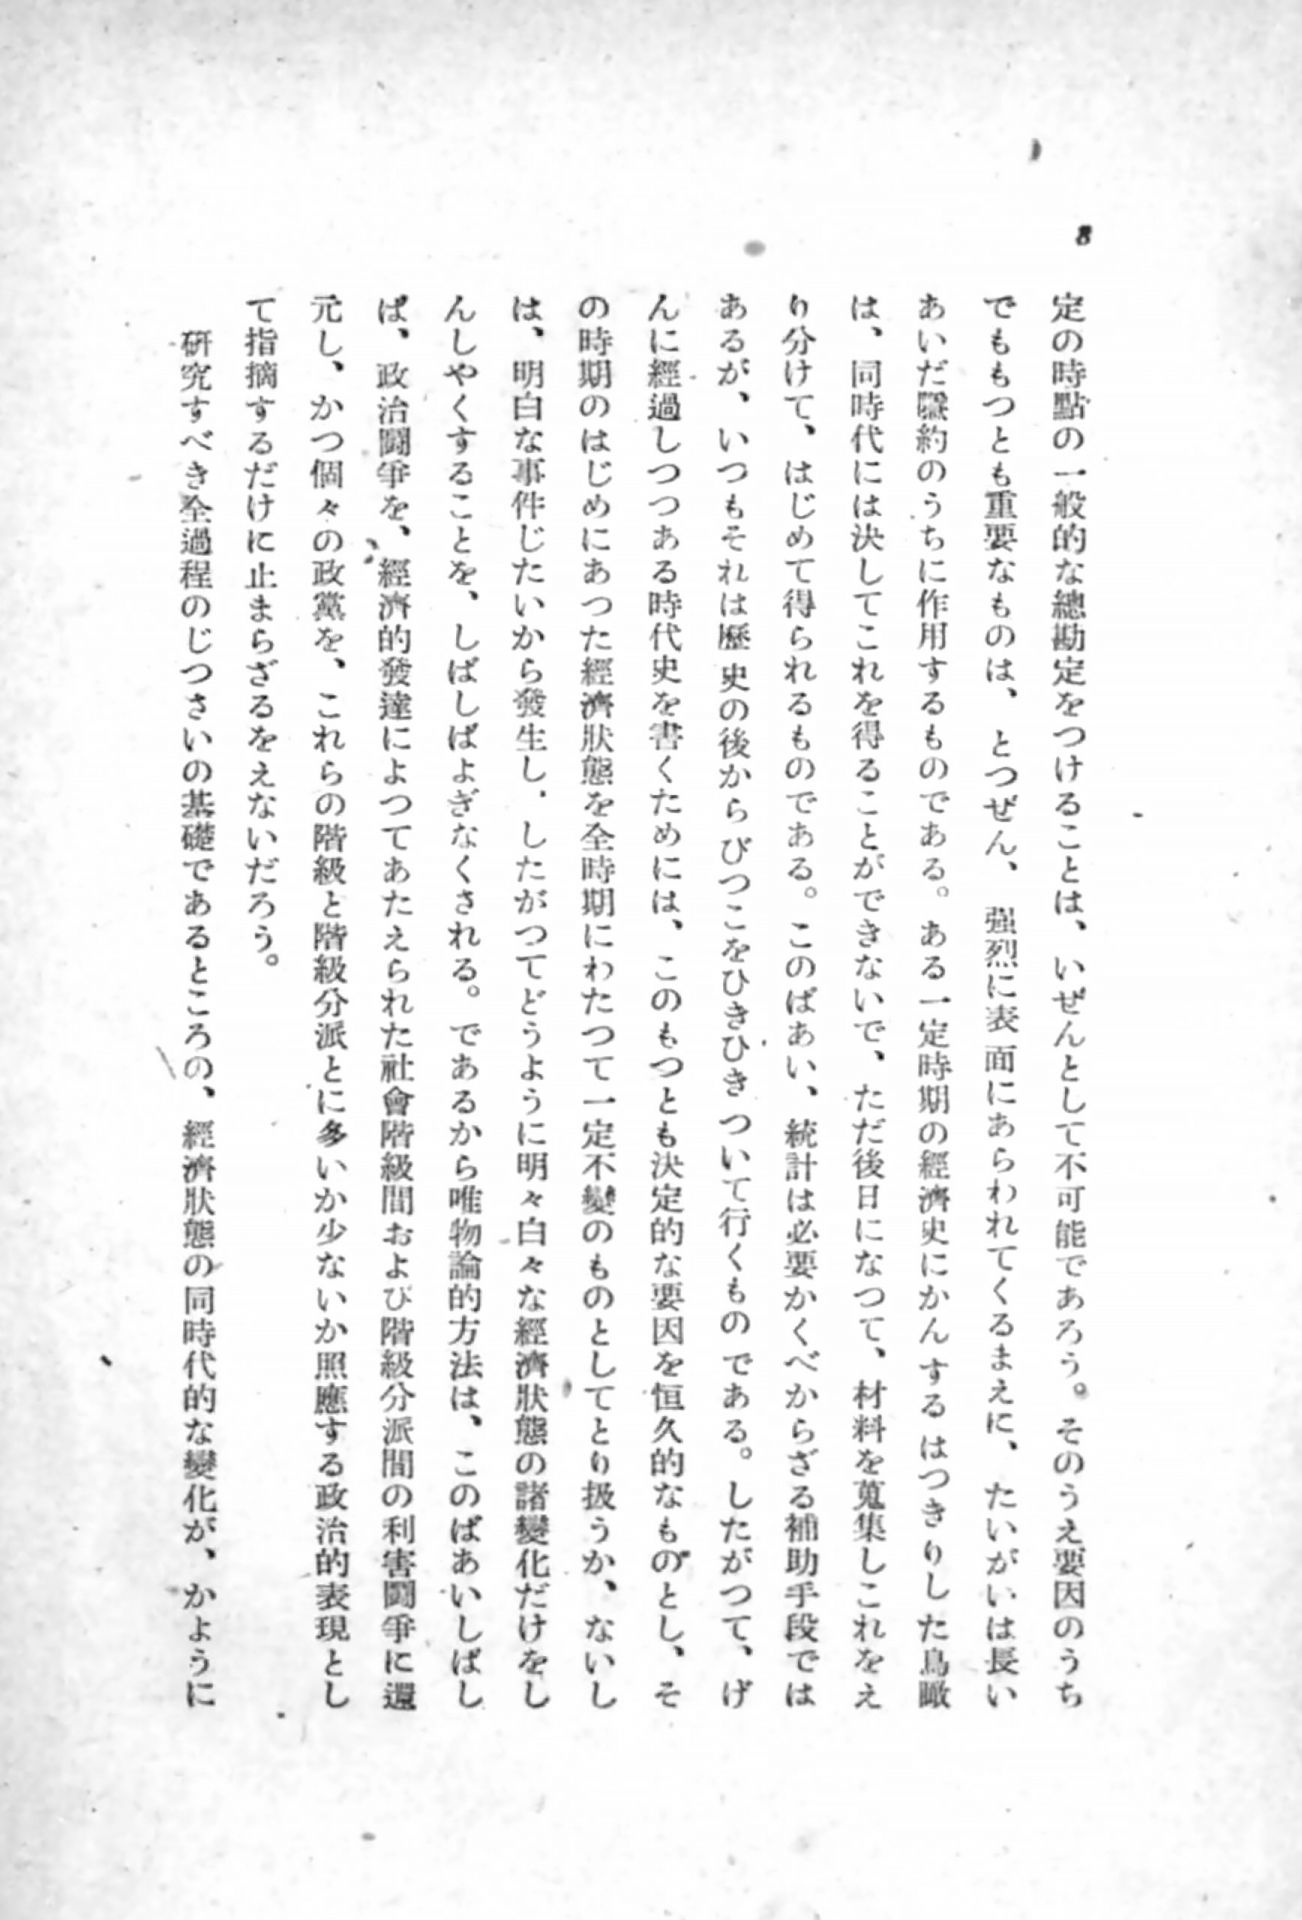 8
定の時點の一般的な總勘定をつけることは、いぜんとして不可能であろう。そのうえ要因のうち
でももつとも重要なものは、とつぜん、强烈に表面にあらわれてくるまえに、たいがいは長い
あいだ隱約のうちに作用するものである。ある一定時期の經濟史にかんするはつきりした鳥瞰
は、同時代には決してこれを得ることができないで、ただ後日になつて、材料を蒐集しこれをえ
り分けて、はじめて得られるものである。このばあい、統計は必要かくべからざる補助手段では
あるが、いつもそれは歷史の後からびつこをひきひきついて行くものである。したがつて、げ
んに經過しつつある時代史を書くためには、このもつとも決定的な要因を恒久的なものとし、そ
の時期のはじめにあつた經濟狀態を全時期にわたつて一定不變のものとしてとり扱うか、ないし
は、明白な事件じたいから發生し、したがつてどうように明々白々な經濟狀態の諸變化だけをし
んしやくすることを、しばしばよぎなくされる。であるから唯物論的方法は、このばあいしばし
ば、政治鬪爭を、經濟的發達によつてあたえられた社會階級間および階級分派間の利害鬪爭に還
元し、かつ個々の政黨を、これらの階級と階級分派とに多いか少ないか照應する政治的表現とし
て指摘するだけに止まらざるをえないだろう。
研究すべき全過程のじつさいの基礎であるところの、經濟狀態の同時代的な變化が、かように